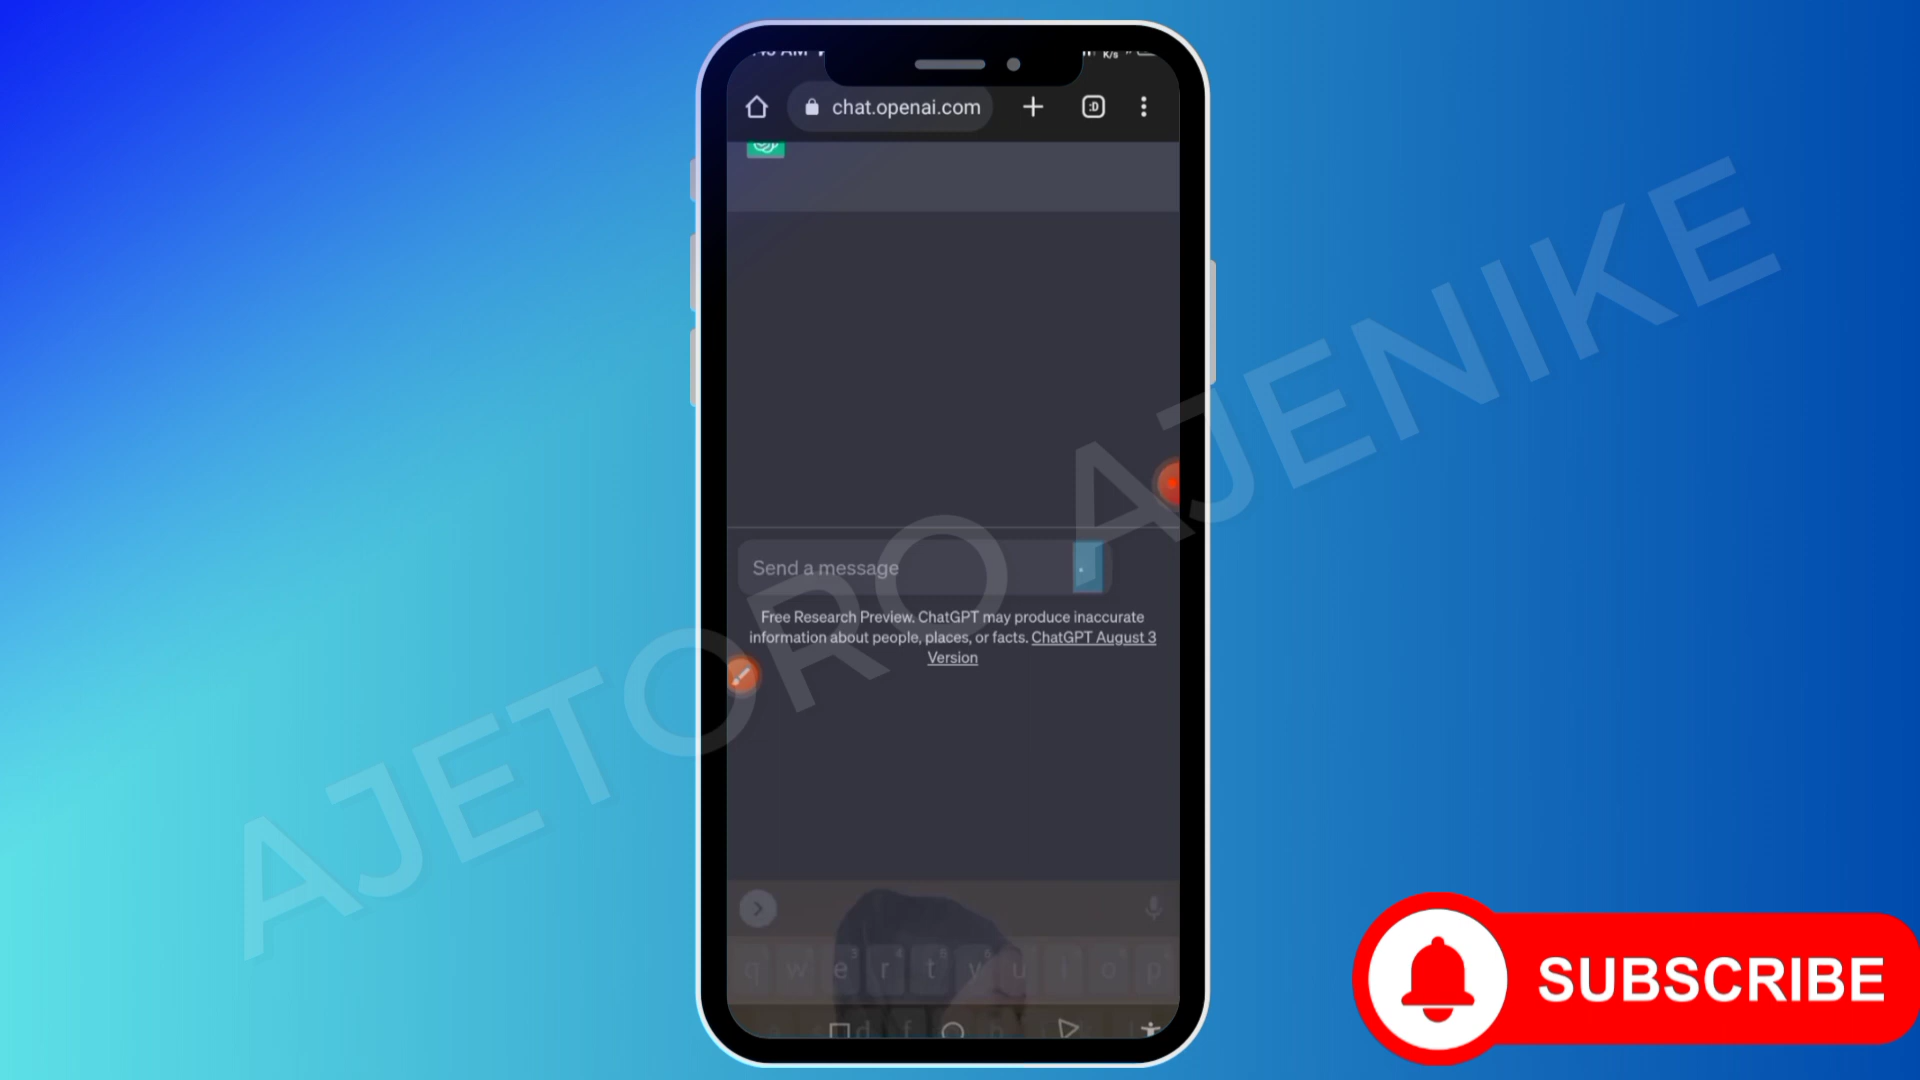 chat.openai.com
:D
Send a message
Free Research Preview. ChatGPT may produce inaccurate
information about people, places, or facts. ChatGPT August 3
Version
AJETORO AJENIKE
q w e r t y u i o p
d f
SUBSCRIBE